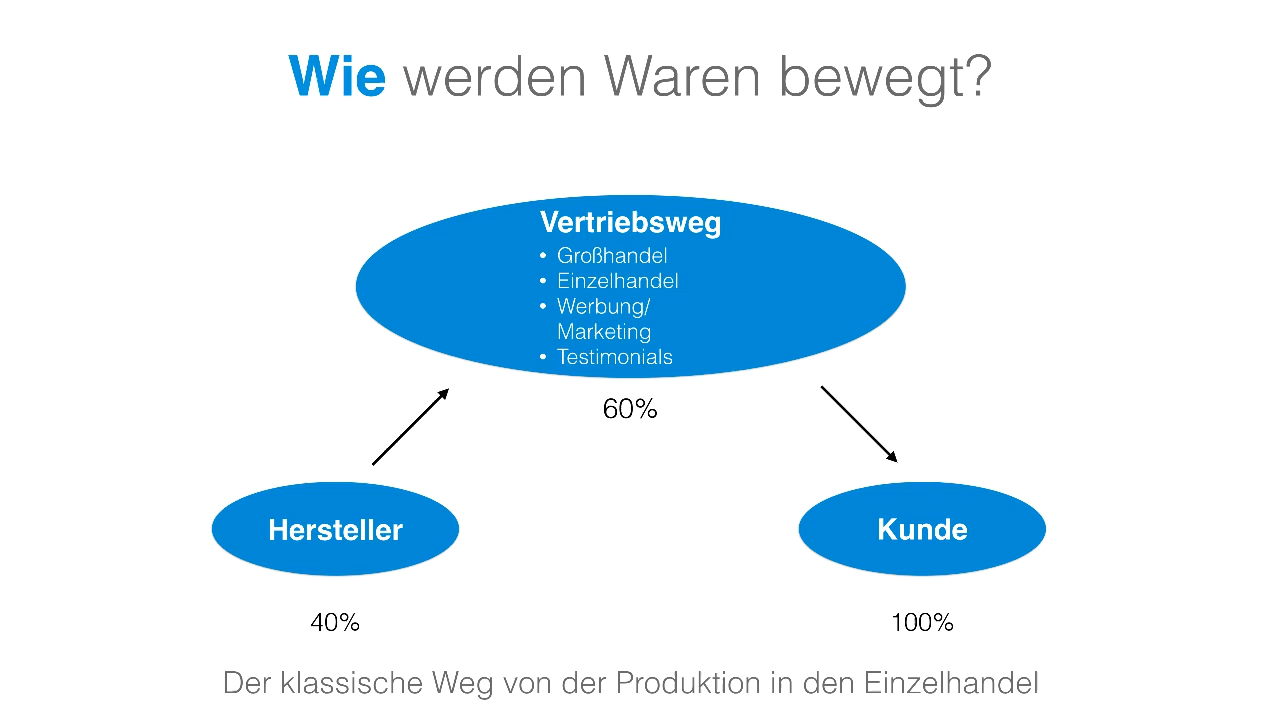 Wie werden Waren bewegt?
Vertriebsweg
• Großhandel
• Einzelhandel
• Werbung/
Marketing
• Testimonials
60%
Hersteller
Kunde
40%
100%
Der klassische Weg von der Produktion in den Einzelhandel